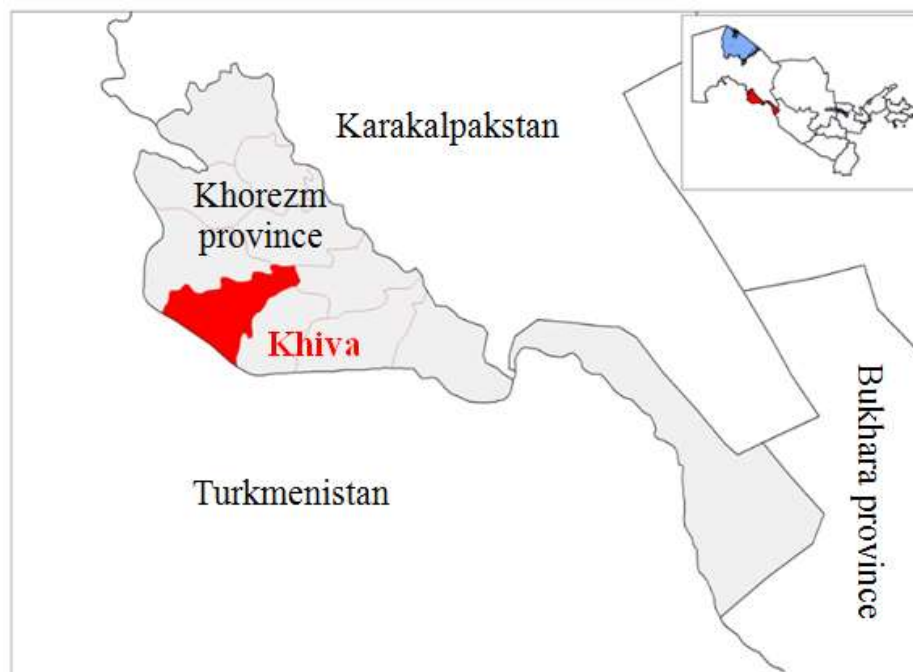 Karakalpakstan
Khorezm
province
Khiva
Turkmenistan
Bukhara province